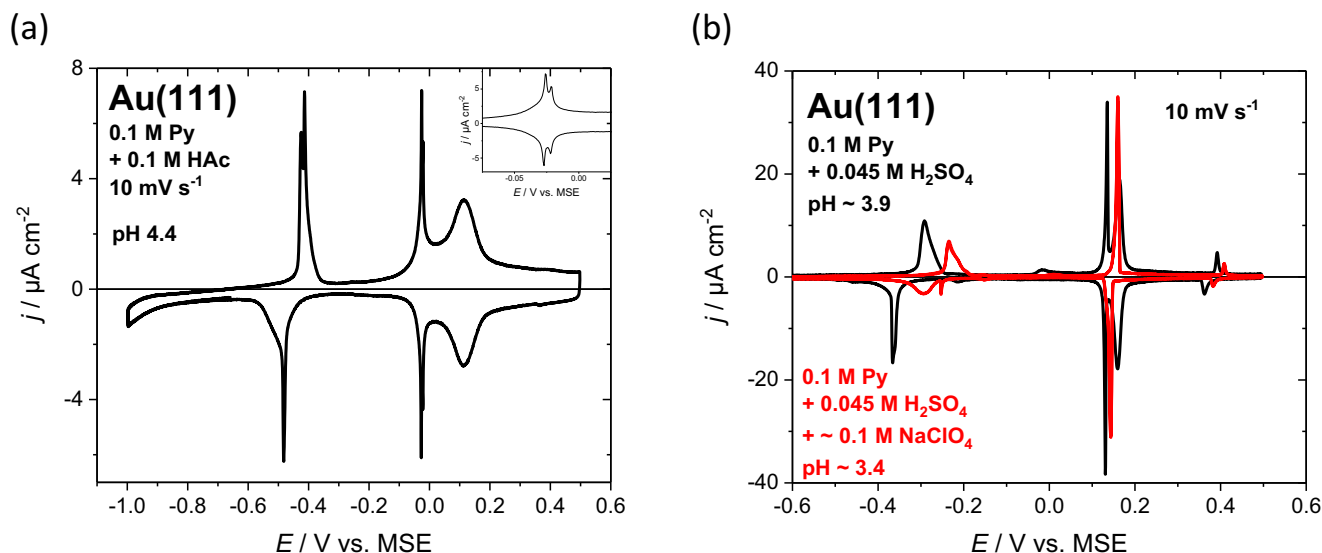 (a)
8
4
0
-4
j / µA cm⁻²
-1.0 -0.8 -0.6 -0.4 -0.2 0.0 0.2 0.4 0.6
E / V vs. MSE
Au(111)
0.1 M Py
+ 0.1 M HAc
10 mV s⁻¹
pH 4.4
5
0
-5
j / µA cm⁻²
-0.05 0.00
E / V vs. MSE
(b)
40
20
0
-20
-40
j / µA cm⁻²
-0.6 -0.4 -0.2 0.0 0.2 0.4 0.6
E / V vs. MSE
Au(111)
10 mV s⁻¹
0.1 M Py
+ 0.045 M H₂SO₄
pH ~ 3.9
0.1 M Py
+ 0.045 M H₂SO₄
+ ~ 0.1 M NaClO₄
pH ~ 3.4